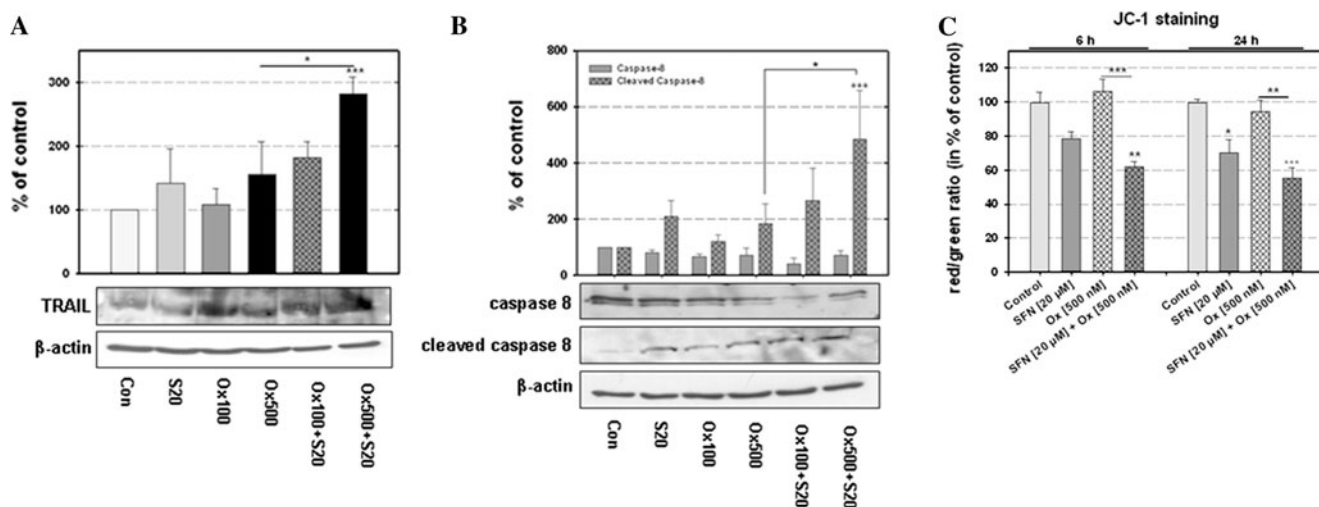 A
% of control
300
200
100
0
*
***
TRAIL
β-actin
Con
S20
Ox100
Ox500
Ox100+S20
Ox500+S20
B
% of control
800
600
400
200
0
Caspase-8
Cleaved Caspase-8
*
***
caspase 8
cleaved caspase 8
β-actin
Con
S20
Ox100
Ox500
Ox100+S20
Ox500+S20
C
JC-1 staining
6 h
24 h
red/green ratio (in % of control)
120
100
80
60
40
20
0
***
**
**
*
***
Control
SFN [20 µM]
Ox [500 nM]
SFN [20 µM] + Ox [500 nM]
Control
SFN [20 µM]
Ox [500 nM]
SFN [20 µM] + Ox [500 nM]